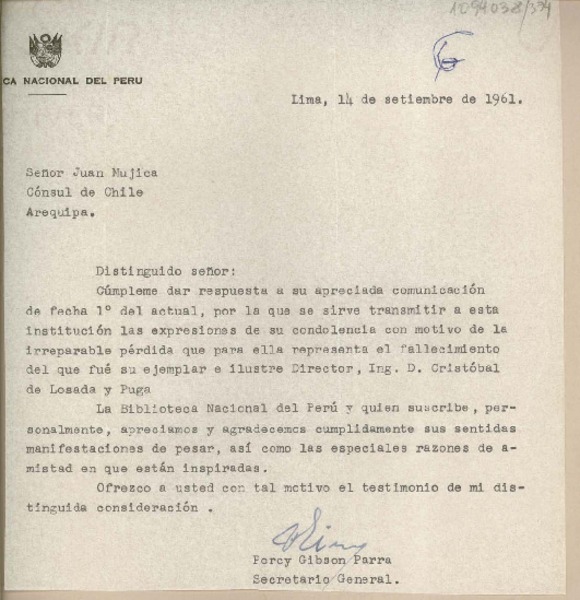 1094038/394
CA NACIONAL DEL PERU
Lima, 14 de setiembre de 1961.
Señor Juan Mujica
Cónsul de Chile
Arequipa.
Distinguido señor:
Cúmpleme dar respuesta a su apreciada comunicación
de fecha 1º del actual, por la que se sirve transmitir a esta
institución las expresiones de su condolencia con motivo de la
irreparable pérdida que para ella representa el fallecimiento
del que fué su ejemplar e ilustre Director, Ing. D. Cristóbal
de Losada y Puga
La Biblioteca Nacional del Perú y quien suscribe, per-
sonalmente, apreciamos y agradecemos cumplidamente sus sentidas
manifestaciones de pesar, así como las especiales razones de a-
mistad en que están inspiradas.
Ofrezco a usted con tal motivo el testimonio de mi dis-
tinguida consideración .
Percy Gibson Parra
Secretario General.